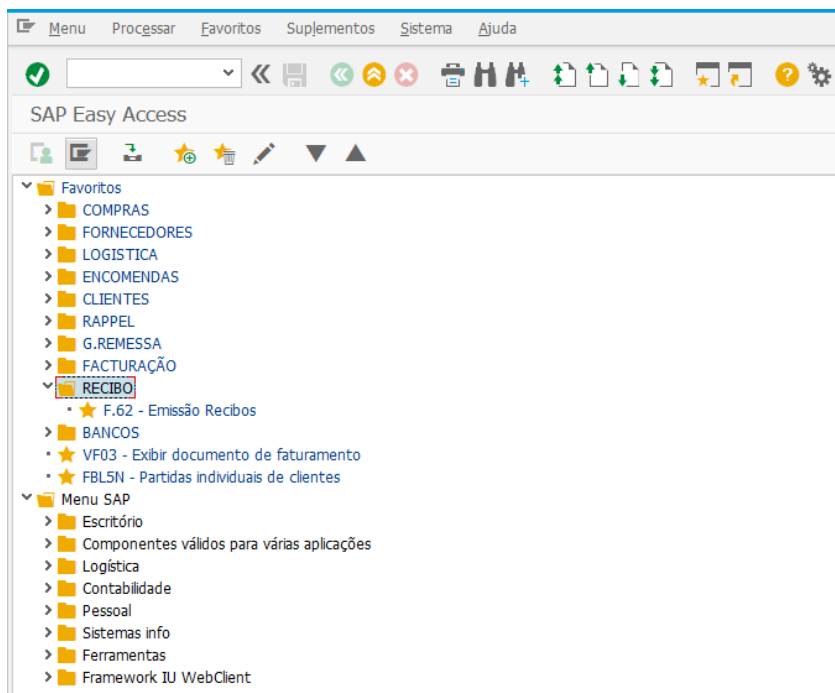 Menu Processar Favoritos Suplementos Sistema Ajuda
SAP Easy Access
Favoritos
COMPRAS
FORNECEDORES
LOGISTICA
ENCOMENDAS
CLIENTES
RAPPEL
G.REMESSA
FACTURAÇÃO
RECIBO
F.62 - Emissão Recibos
BANCOS
VF03 - Exibir documento de faturamento
FBL5N - Partidas individuais de clientes
Menu SAP
Escritório
Componentes válidos para várias aplicações
Logística
Contabilidade
Pessoal
Sistemas info
Ferramentas
Framework IU WebClient